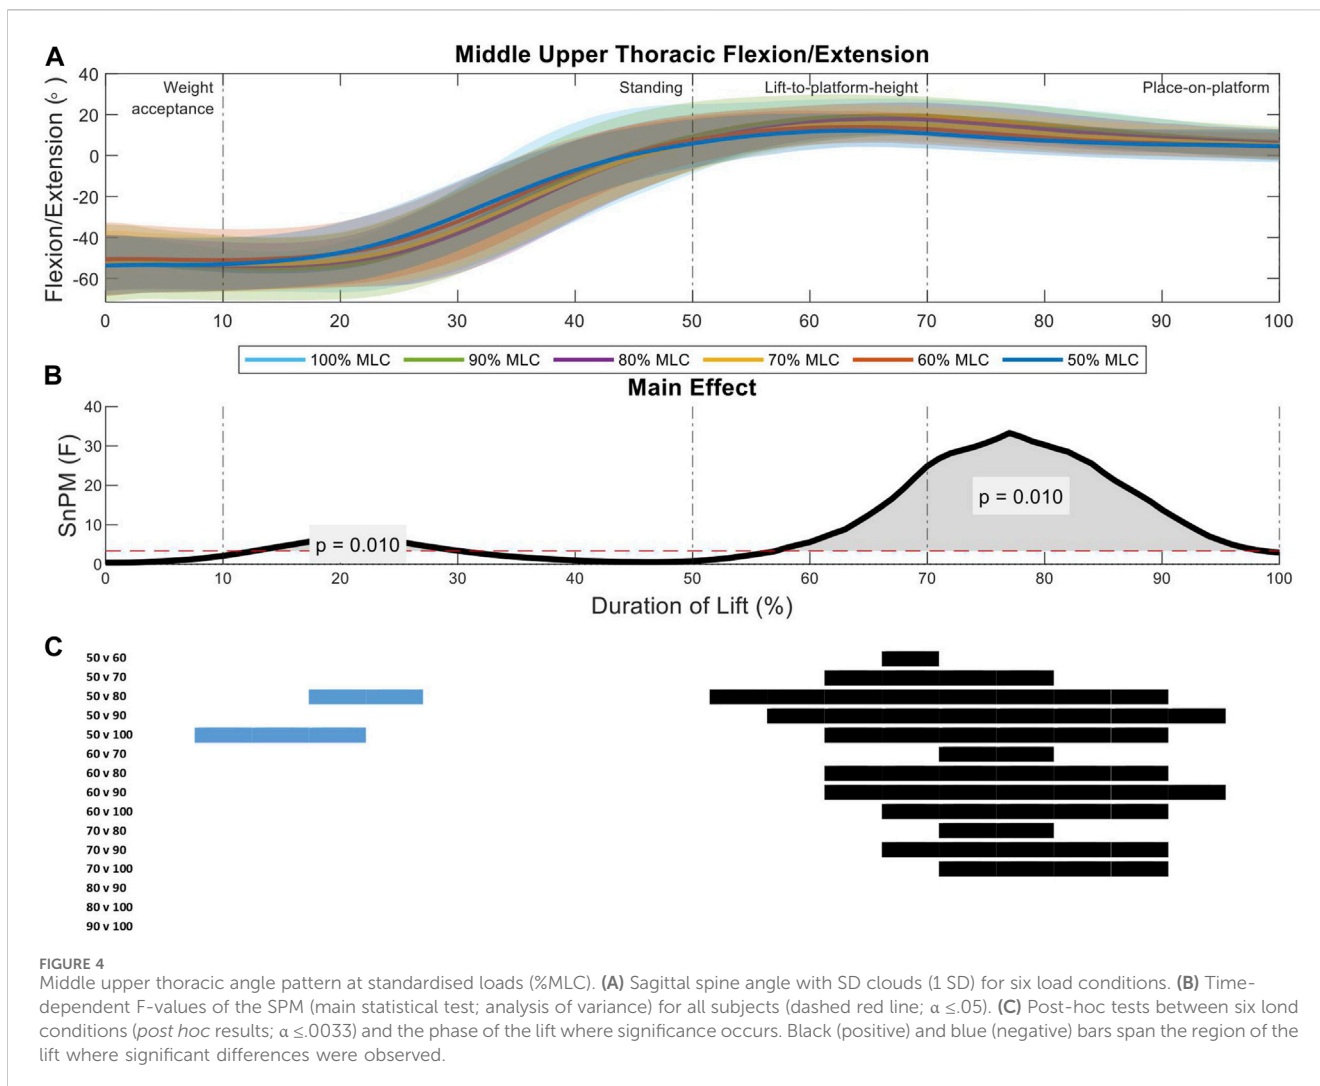 A
Middle Upper Thoracic Flexion/Extension
Flexion/Extension (°)
40
20
0
-20
-40
-60
Weight
acceptance
Standing
Lift-to-platform-height
Place-on-platform
0 10 20 30 40 50 60 70 80 90 100
100% MLC 90% MLC 80% MLC 70% MLC 60% MLC 50% MLC
B
Main Effect
SnPM (F)
40
30
20
10
0
p = 0.010
p = 0.010
0 10 20 30 40 50 60 70 80 90 100
Duration of Lift (%)
C
50 v 60
50 v 70
50 v 80
50 v 90
50 v 100
60 v 70
60 v 80
60 v 90
60 v 100
70 v 80
70 v 90
70 v 100
80 v 90
80 v 100
90 v 100
FIGURE 4
Middle upper thoracic angle pattern at standardised loads (%MLC). (A) Sagittal spine angle with SD clouds (1 SD) for six load conditions. (B) Time-
dependent F-values of the SPM (main statistical test; analysis of variance) for all subjects (dashed red line; α ≤.05). (C) Post-hoc tests between six lond
conditions (post hoc results; α ≤.0033) and the phase of the lift where significance occurs. Black (positive) and blue (negative) bars span the region of the
lift where significant differences were observed.